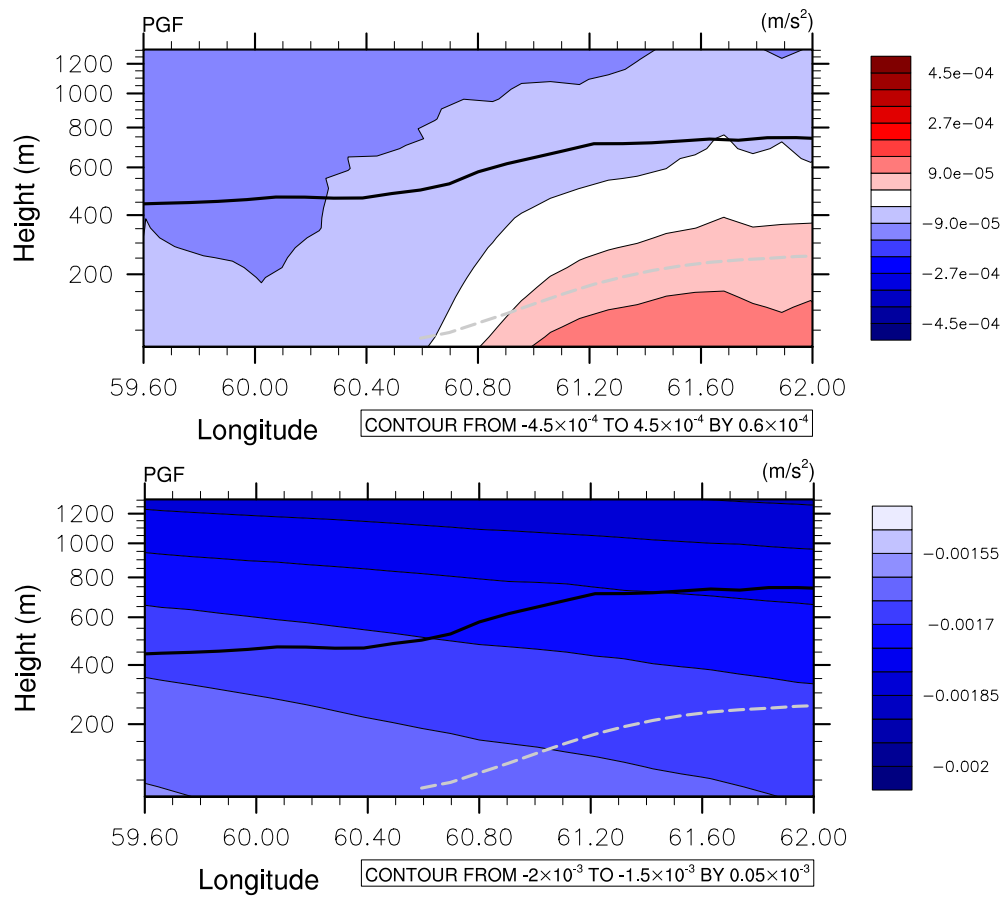 PGF (m/s²)
1200
1000
800
600
400
200
Height (m)
59.60 60.00 60.40 60.80 61.20 61.60 62.00
Longitude
CONTOUR FROM -4.5×10⁻⁴ TO 4.5×10⁻⁴ BY 0.6×10⁻⁴
4.5e−04
2.7e−04
9.0e−05
−9.0e−05
−2.7e−04
−4.5e−04
PGF (m/s²)
1200
1000
800
600
400
200
Height (m)
59.60 60.00 60.40 60.80 61.20 61.60 62.00
Longitude
CONTOUR FROM -2×10⁻³ TO -1.5×10⁻³ BY 0.05×10⁻³
−0.00155
−0.0017
−0.00185
−0.002